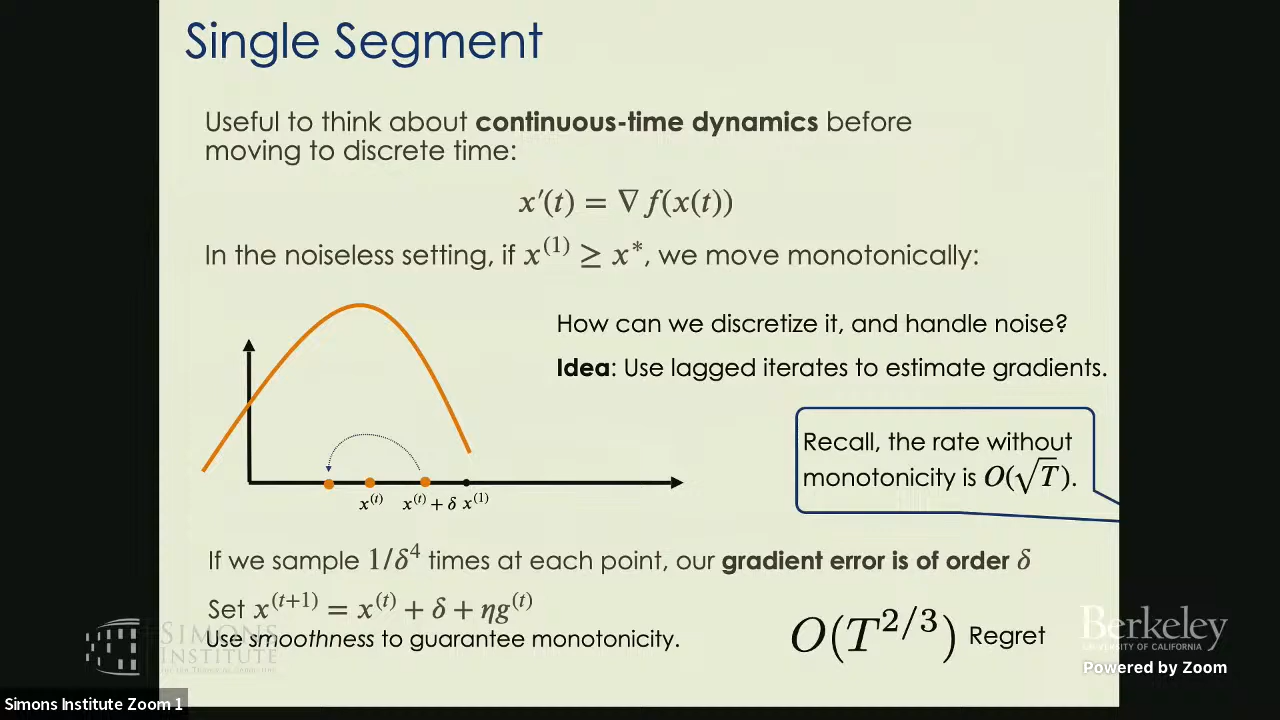 Single Segment
Useful to think about continuous-time dynamics before
moving to discrete time:
x′(t) = ∇ f(x(t))
In the noiseless setting, if x⁽¹⁾ ≥ x*, we move monotonically:
How can we discretize it, and handle noise?
Idea: Use lagged iterates to estimate gradients.
Recall, the rate without
monotonicity is O(√T).
x⁽ᵗ⁾ x⁽ᵗ⁾ + δ x⁽¹⁾
If we sample 1/δ⁴ times at each point, our gradient error is of order δ
Set x⁽ᵗ⁺¹⁾ = x⁽ᵗ⁾ + δ + ηg⁽ᵗ⁾
Use smoothness to guarantee monotonicity.
O(T^{2/3}) Regret
SIMONS
INSTITUTE
Berkeley
UNIVERSITY OF CALIFORNIA
Powered by Zoom
Simons Institute Zoom 1